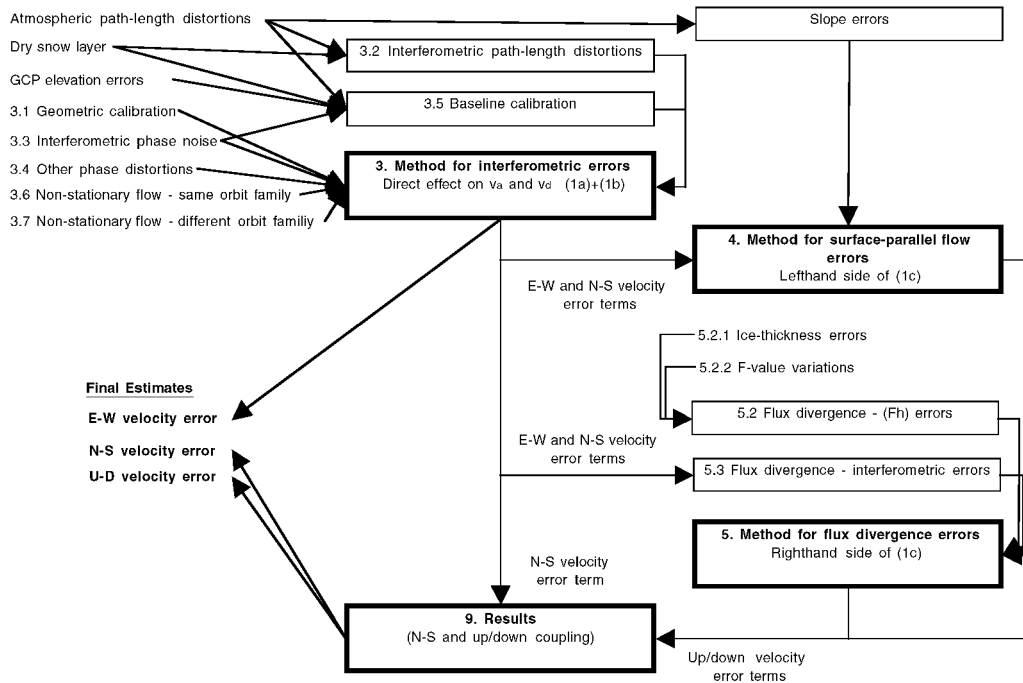 Atmospheric path-length distortions
Slope errors
Dry snow layer
3.2 Interferometric path-length distortions
GCP elevation errors
3.5 Baseline calibration
3.1 Geometric calibration
3.3 Interferometric phase noise
3.4 Other phase distortions
3.6 Non-stationary flow - same orbit family
3.7 Non-stationary flow - different orbit familiy
3. Method for interferometric errors
Direct effect on va and vd (1a)+(1b)
4. Method for surface-parallel flow
errors
Lefthand side of (1c)
E-W and N-S velocity
error terms
5.2.1 Ice-thickness errors
5.2.2 F-value variations
Final Estimates
E-W velocity error
N-S velocity error
U-D velocity error
5.2 Flux divergence - (Fh) errors
E-W and N-S velocity
error terms
5.3 Flux divergence - interferometric errors
5. Method for flux divergence errors
Righthand side of (1c)
N-S velocity
error term
9. Results
(N-S and up/down coupling)
Up/down velocity
error terms